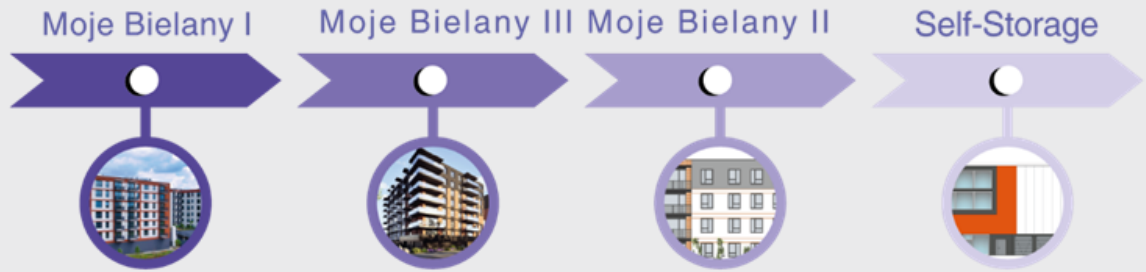 Moje Bielany I
Moje Bielany III
Moje Bielany II
Self-Storage